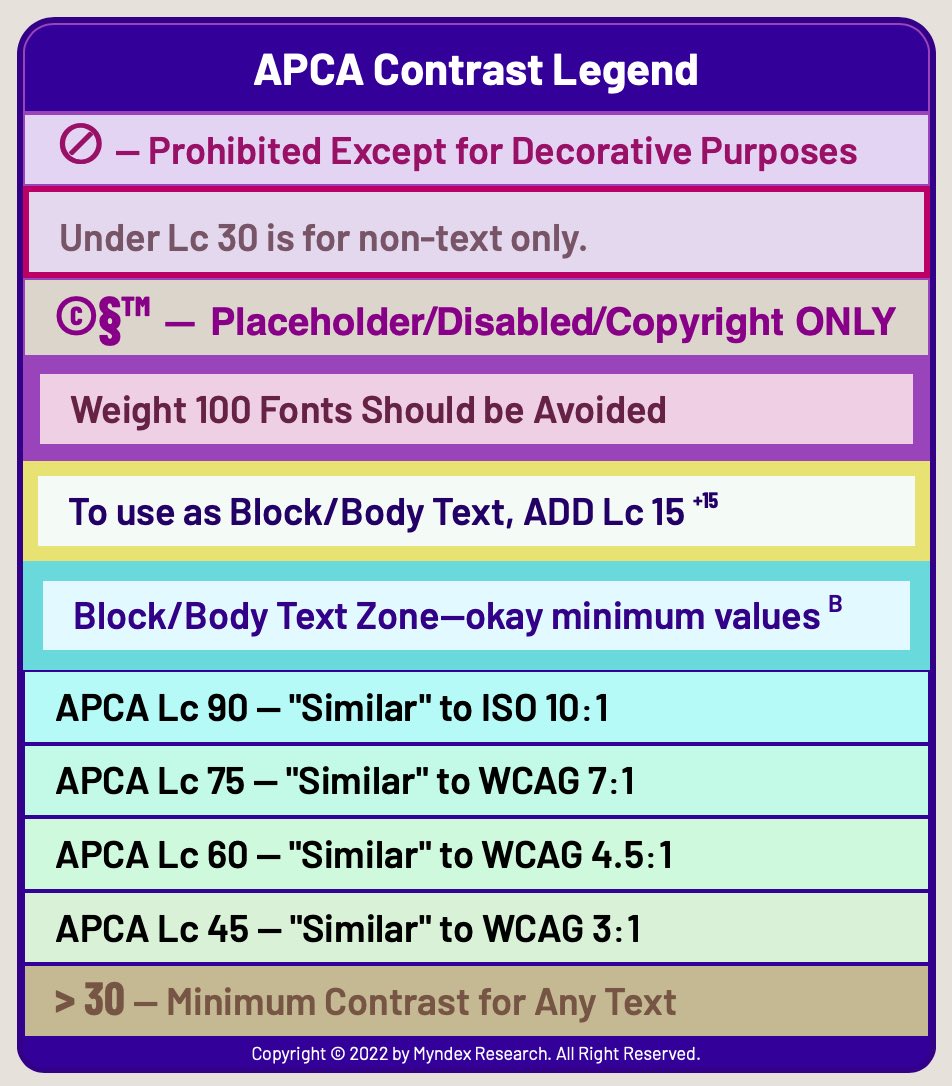 APCA Contrast Legend
🚫 — Prohibited Except for Decorative Purposes
Under Lc 30 is for non-text only.
©§™ — Placeholder/Disabled/Copyright ONLY
Weight 100 Fonts Should be Avoided
To use as Block/Body Text, ADD Lc 15 +15
Block/Body Text Zone—okay minimum values B
APCA Lc 90 — "Similar" to ISO 10:1
APCA Lc 75 — "Similar" to WCAG 7:1
APCA Lc 60 — "Similar" to WCAG 4.5:1
APCA Lc 45 — "Similar" to WCAG 3:1
> 30 — Minimum Contrast for Any Text
Copyright © 2022 by Myndex Research. All Right Reserved.